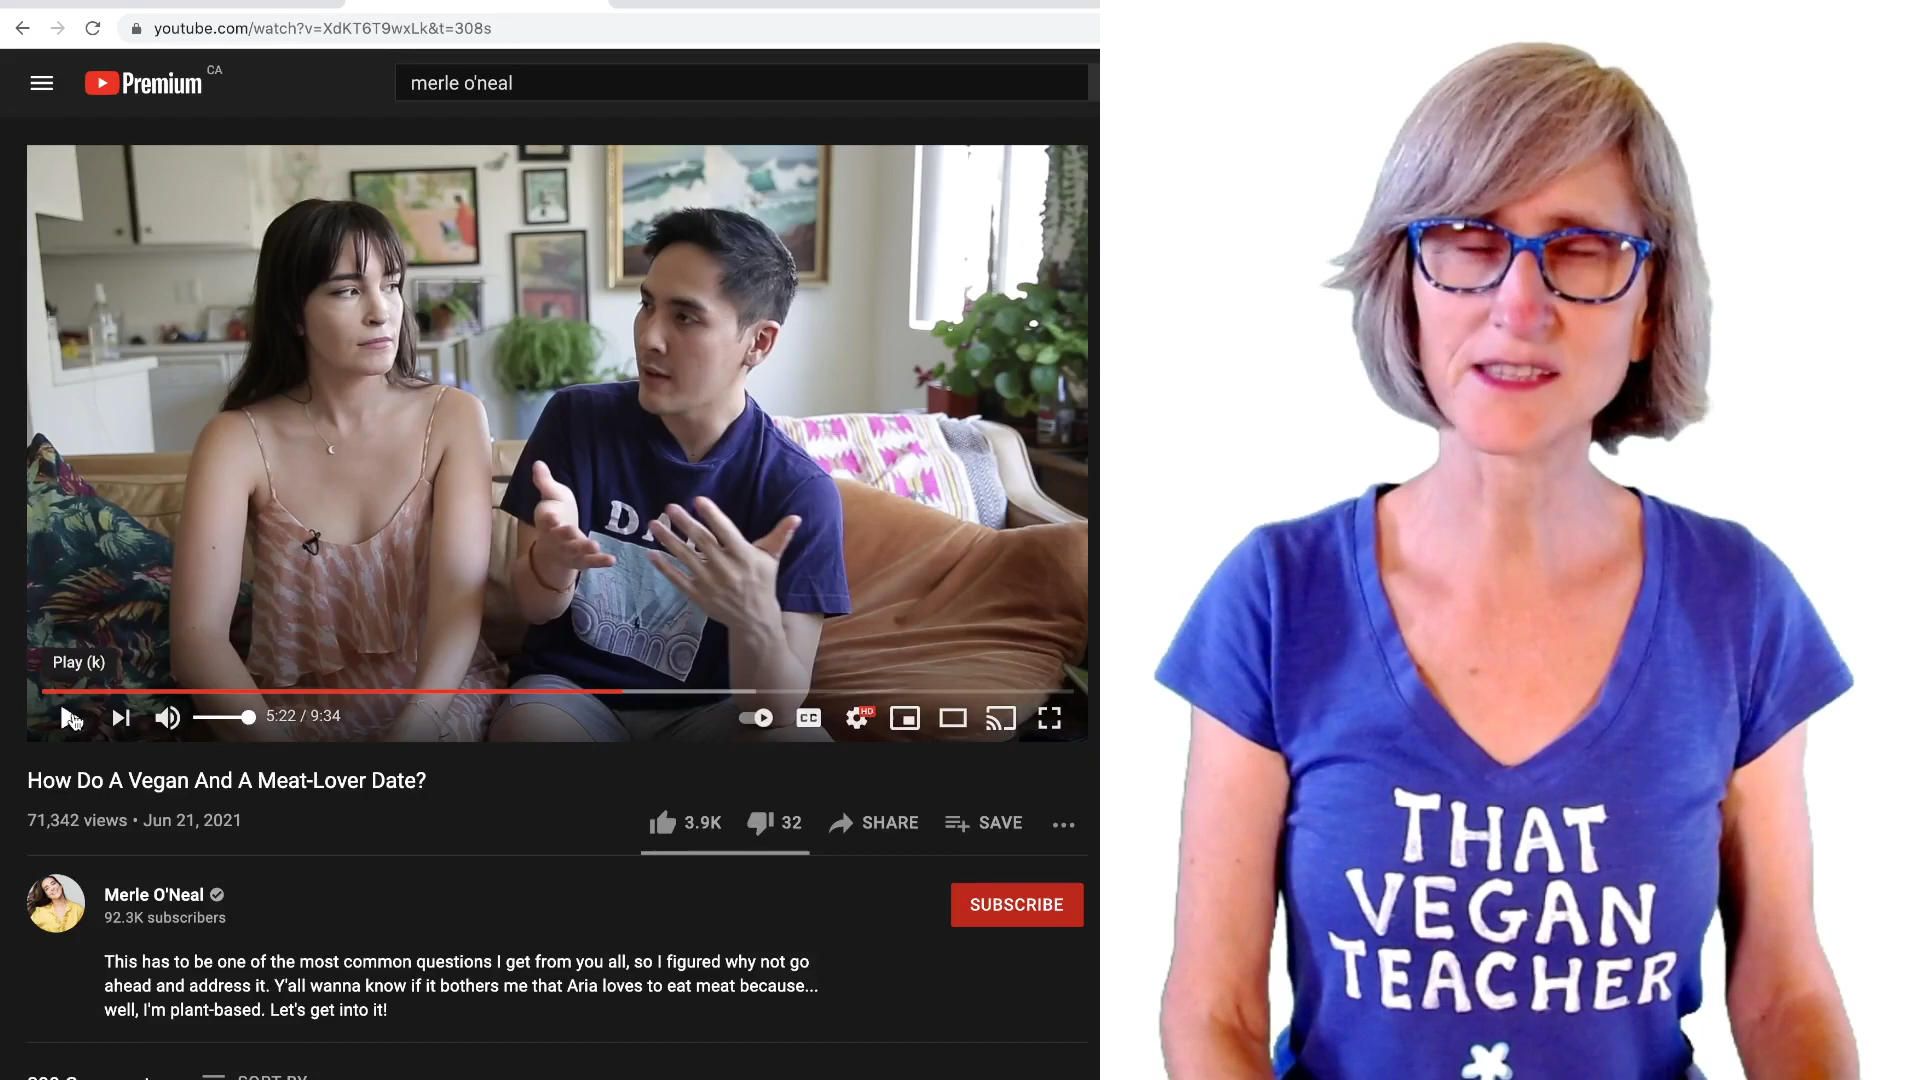 youtube.com/watch?v=XdKT6T9wxLk&t=308s
Premium CA
merle o'neal
Play (k)
5:22 / 9:34
CC
HD
How Do A Vegan And A Meat-Lover Date?
71,342 views • Jun 21, 2021
3.9K
32
SHARE
SAVE
Merle O'Neal
92.3K subscribers
SUBSCRIBE
This has to be one of the most common questions I get from you all, so I figured why not go
ahead and address it. Y'all wanna know if it bothers me that Aria loves to eat meat because...
well, I'm plant-based. Let's get into it!
SORT BY
THAT
VEGAN
TEACHER